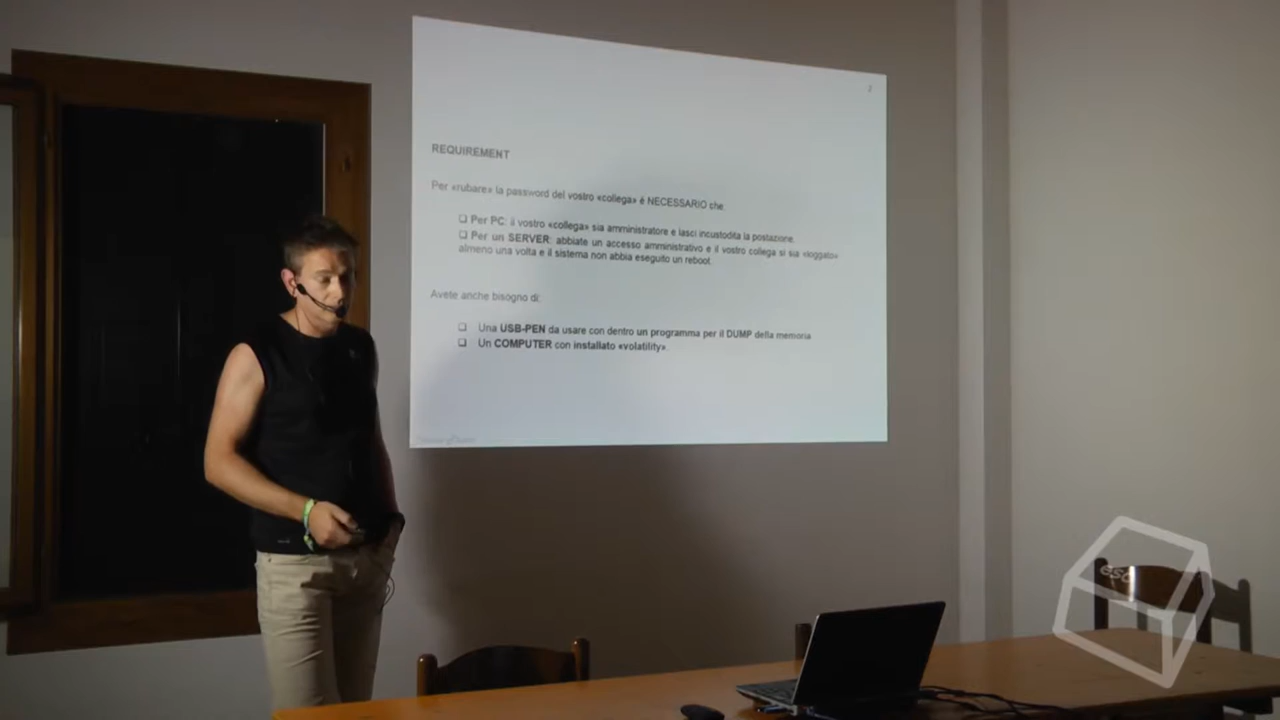 2
REQUIREMENT
Per «rubare» la password del vostro «collega» é NECESSARIO che:
❑ Per PC: il vostro «collega» sia amministratore e lasci incustodita la postazione.
❑ Per un SERVER: abbiate un accesso amministrativo e il vostro collega si sia «loggato»
almeno una volta e il sistema non abbia eseguito un reboot.
Avete anche bisogno di:
❑ Una USB-PEN da usare con dentro un programma per il DUMP della memoria
❑ Un COMPUTER con installato «volatility».
esc